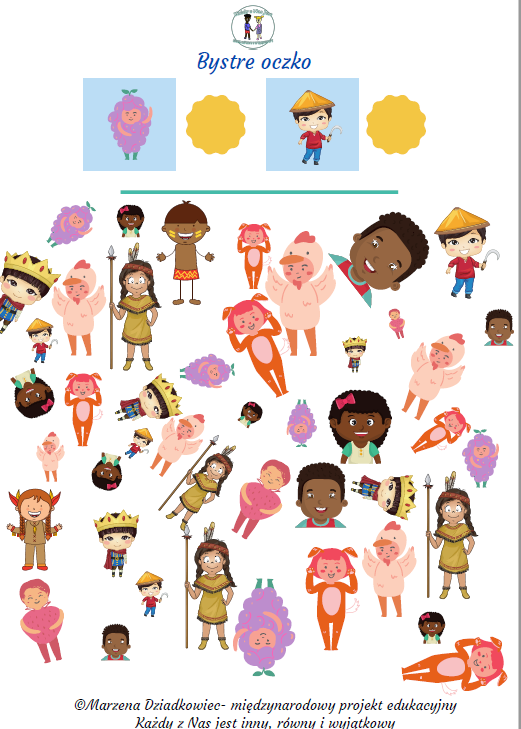 Bystre oczko
©Marzena Dziadkowiec- międzynarodowy projekt edukacyjny
Każdy z Nas jest inny, równy i wyjątkowy